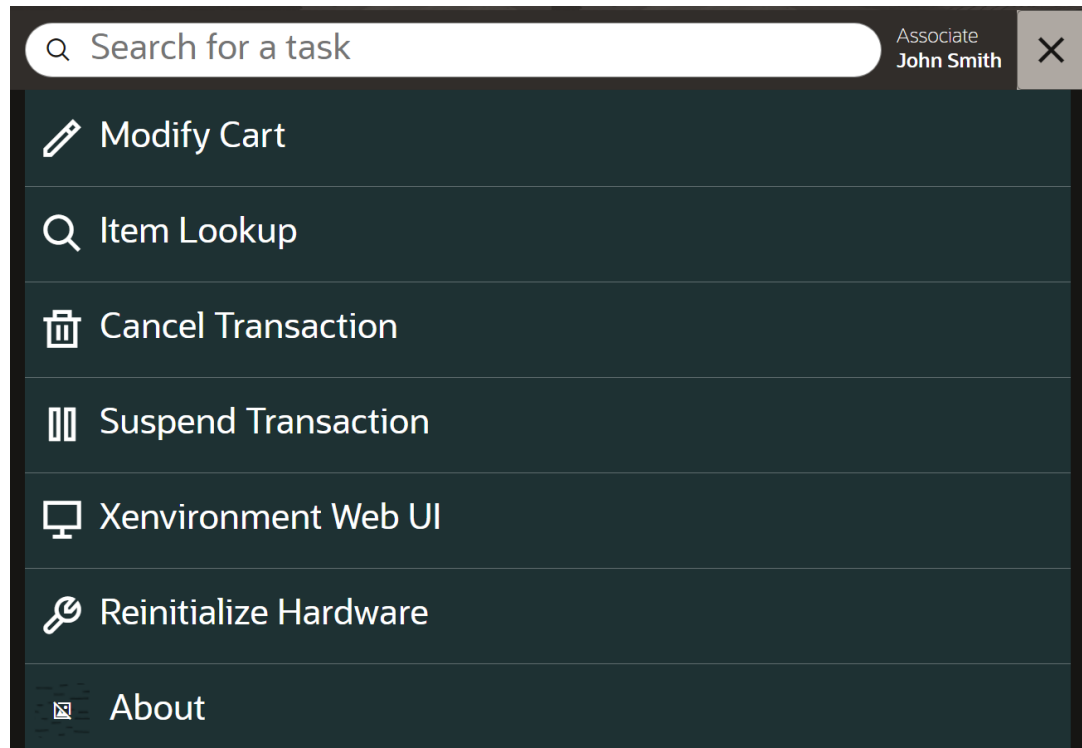 Search for a task
Associate
John Smith
Modify Cart
Item Lookup
Cancel Transaction
Suspend Transaction
Xenvironment Web UI
Reinitialize Hardware
About